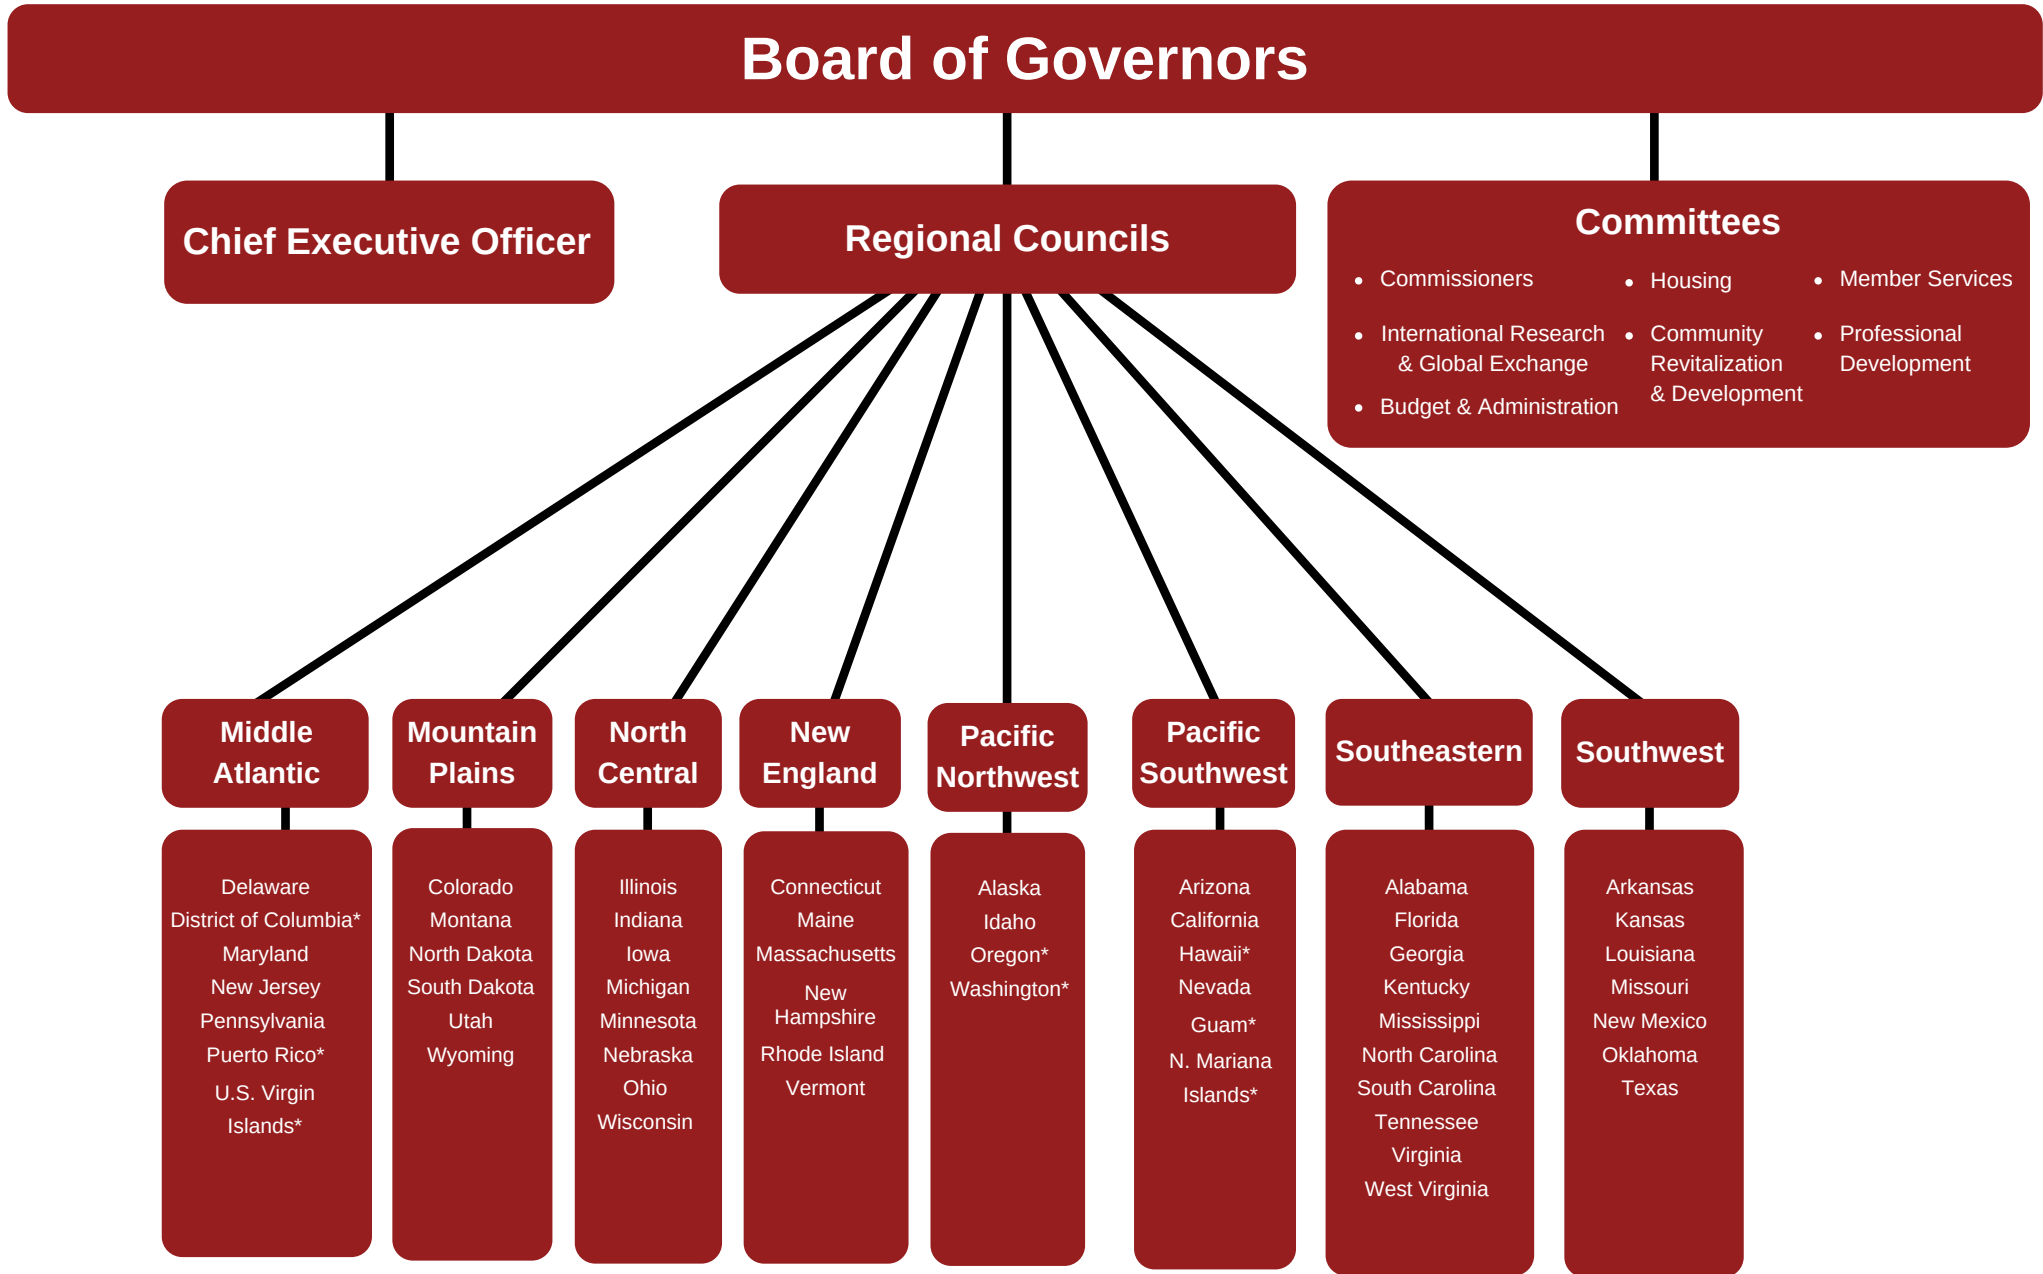 Board of Governors
Chief Executive Officer
Regional Councils
Committees
• Commissioners
• International Research
& Global Exchange
• Budget & Administration
• Housing
• Community
Revitalization
& Development
• Member Services
• Professional
Development
Middle
Atlantic
Delaware
District of Columbia*
Maryland
New Jersey
Pennsylvania
Puerto Rico*
U.S. Virgin
Islands*
Mountain
Plains
Colorado
Montana
North Dakota
South Dakota
Utah
Wyoming
North
Central
Illinois
Indiana
Iowa
Michigan
Minnesota
Nebraska
Ohio
Wisconsin
New
England
Connecticut
Maine
Massachusetts
New
Hampshire
Rhode Island
Vermont
Pacific
Northwest
Alaska
Idaho
Oregon*
Washington*
Pacific
Southwest
Arizona
California
Hawaii*
Nevada
Guam*
N. Mariana
Islands*
Southeastern
Alabama
Florida
Georgia
Kentucky
Mississippi
North Carolina
South Carolina
Tennessee
Virginia
West Virginia
Southwest
Arkansas
Kansas
Louisiana
Missouri
New Mexico
Oklahoma
Texas